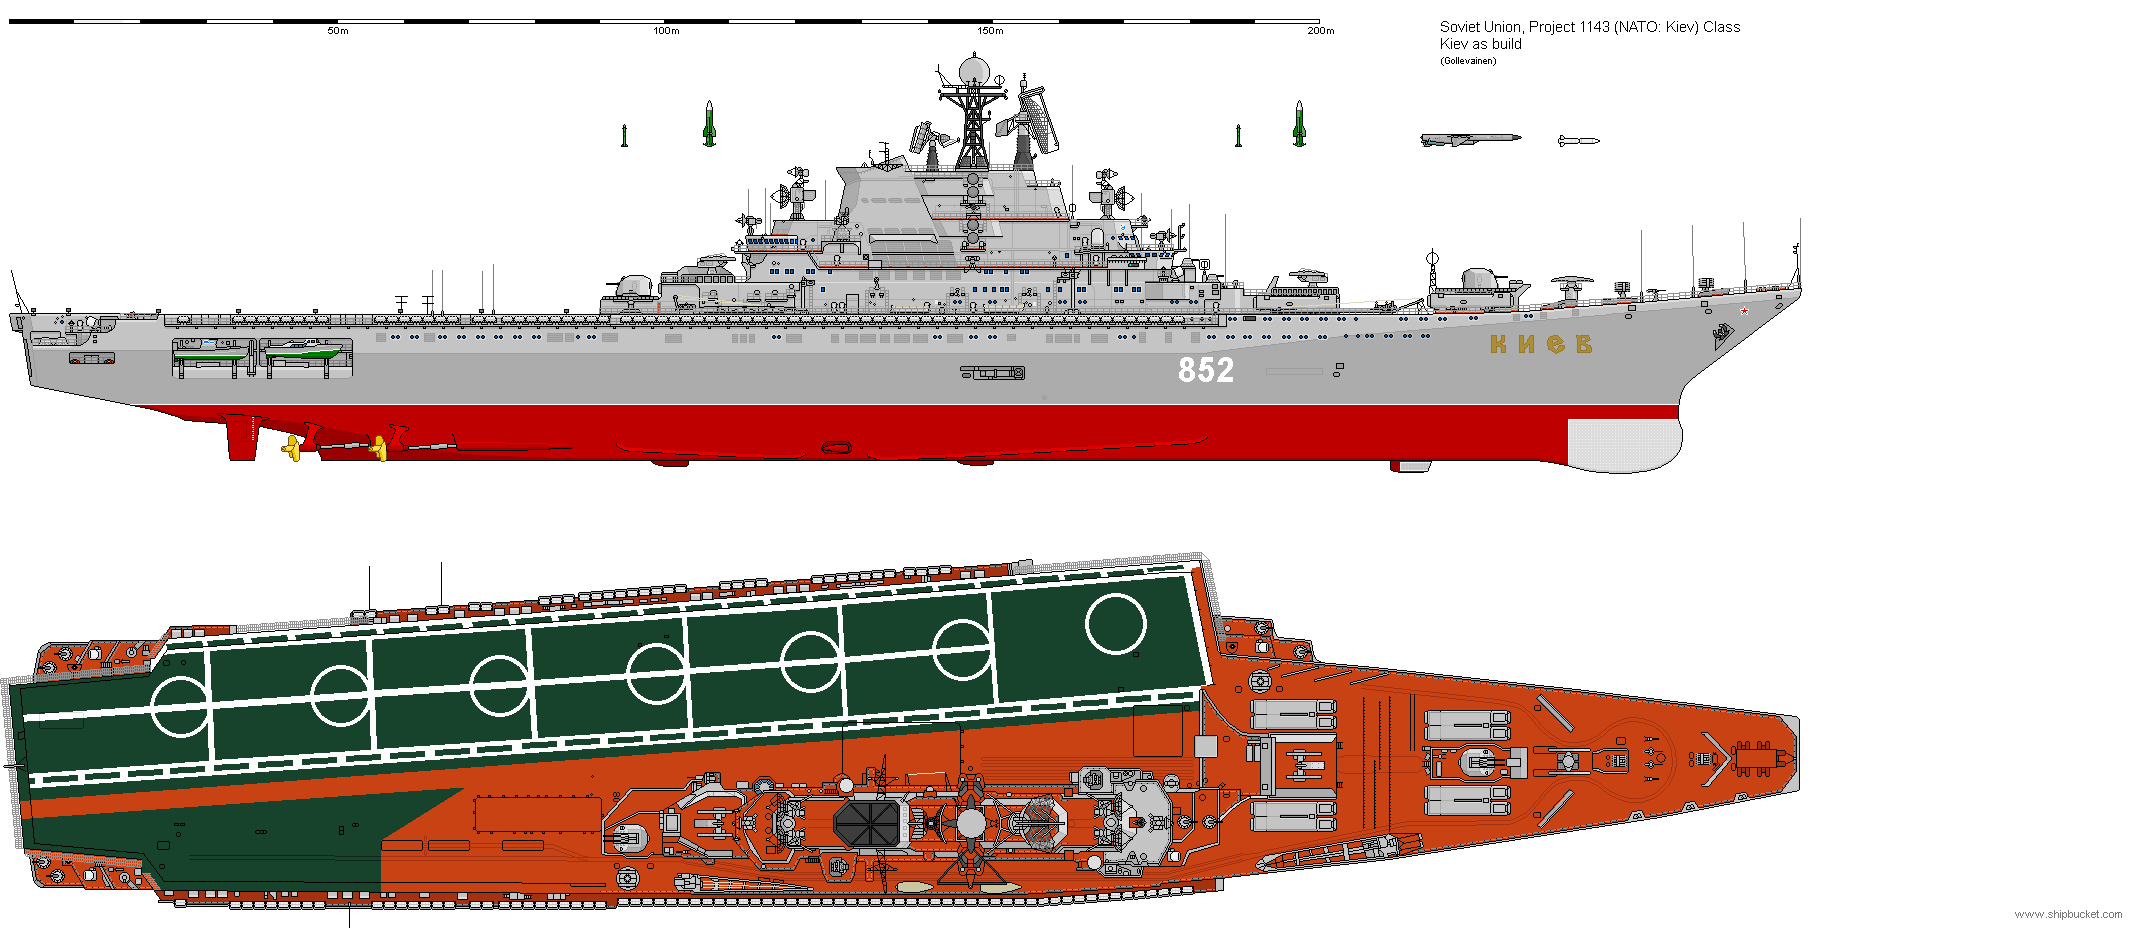 50m 100m 150m 200m
Soviet Union, Project 1143 (NATO: Kiev) Class
Kiev as build
(Gollevainen)
852
КИЕВ
www.shipbucket.com